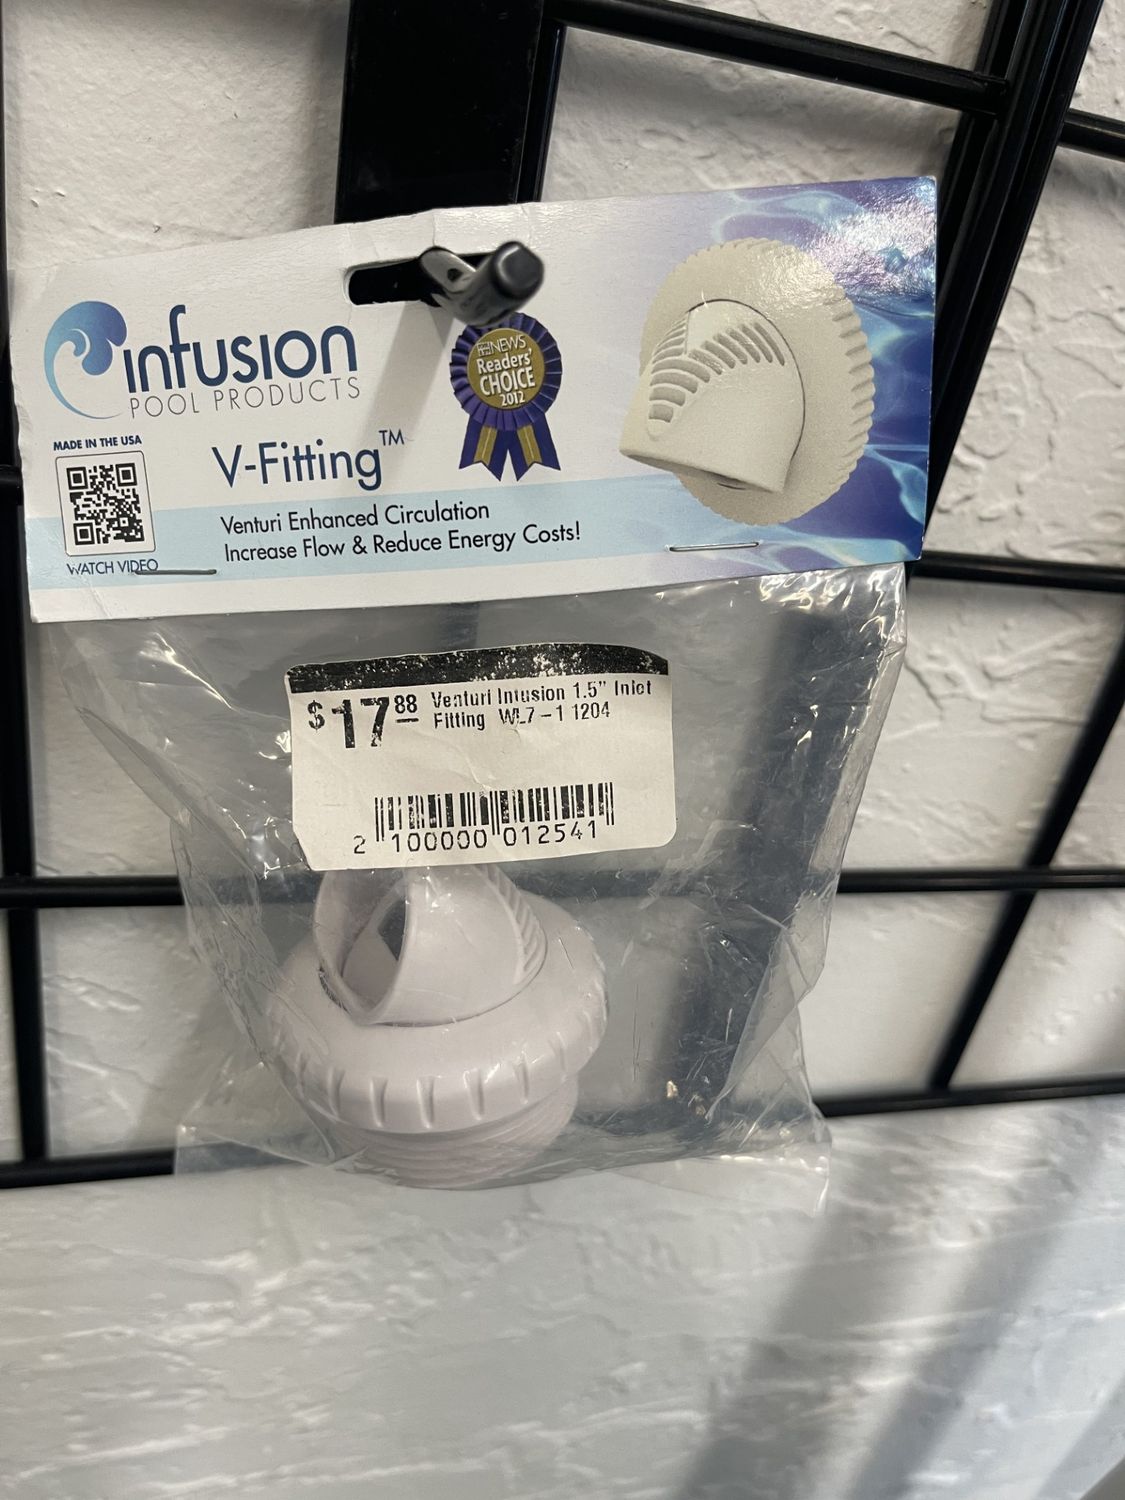 infusion
POOL PRODUCTS
NEWS
Readers'
CHOICE
2012
MADE IN THE USA
V-Fitting™
Venturi Enhanced Circulation
Increase Flow & Reduce Energy Costs!
WATCH VIDEO
$17 88
Venturi Infusion 1.5" Inlet
Fitting WL7-1 1204
2 100000 012541